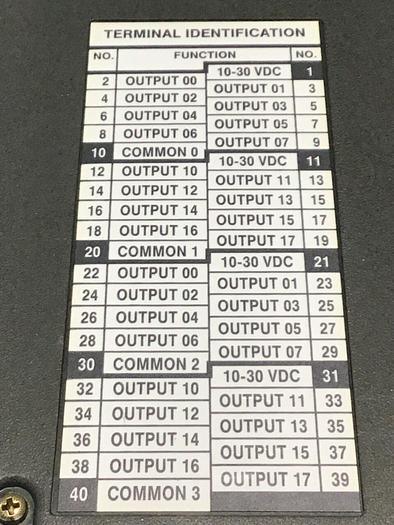 TERMINAL IDENTIFICATION
NO. FUNCTION NO.
10-30 VDC 1
2 OUTPUT 00
OUTPUT 01 3
4 OUTPUT 02
OUTPUT 03 5
6 OUTPUT 04
OUTPUT 05 7
8 OUTPUT 06
OUTPUT 07 9
10 COMMON 0
10-30 VDC 11
12 OUTPUT 10
OUTPUT 11 13
14 OUTPUT 12
OUTPUT 13 15
16 OUTPUT 14
OUTPUT 15 17
18 OUTPUT 16
OUTPUT 17 19
20 COMMON 1
10-30 VDC 21
22 OUTPUT 00
OUTPUT 01 23
24 OUTPUT 02
OUTPUT 03 25
26 OUTPUT 04
OUTPUT 05 27
28 OUTPUT 06
OUTPUT 07 29
30 COMMON 2
10-30 VDC 31
32 OUTPUT 10
OUTPUT 11 33
34 OUTPUT 12
OUTPUT 13 35
36 OUTPUT 14
OUTPUT 15 37
38 OUTPUT 16
OUTPUT 17 39
40 COMMON 3